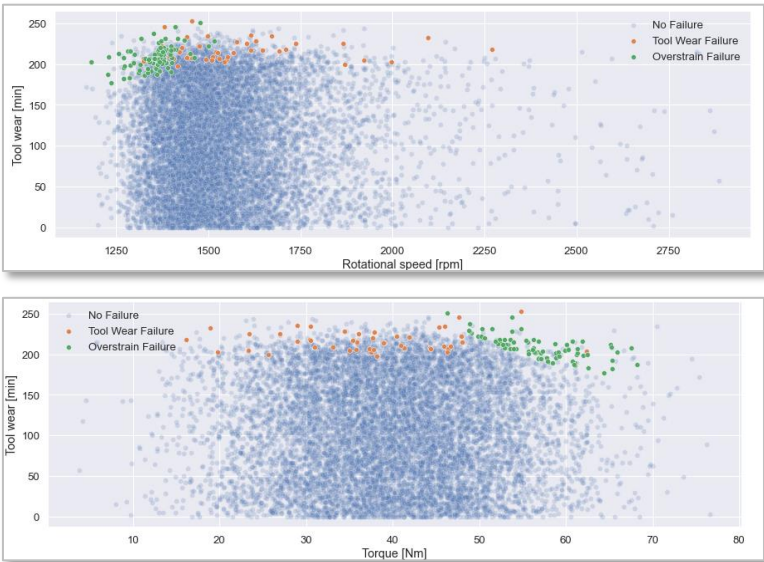 250
200
150
100
50
0
Tool wear [min]
No Failure
Tool Wear Failure
Overstrain Failure
1250 1500 1750 2000 2250 2500 2750
Rotational speed [rpm]
250
200
150
100
50
0
Tool wear [min]
No Failure
Tool Wear Failure
Overstrain Failure
10 20 30 40 50 60 70 80
Torque [Nm]